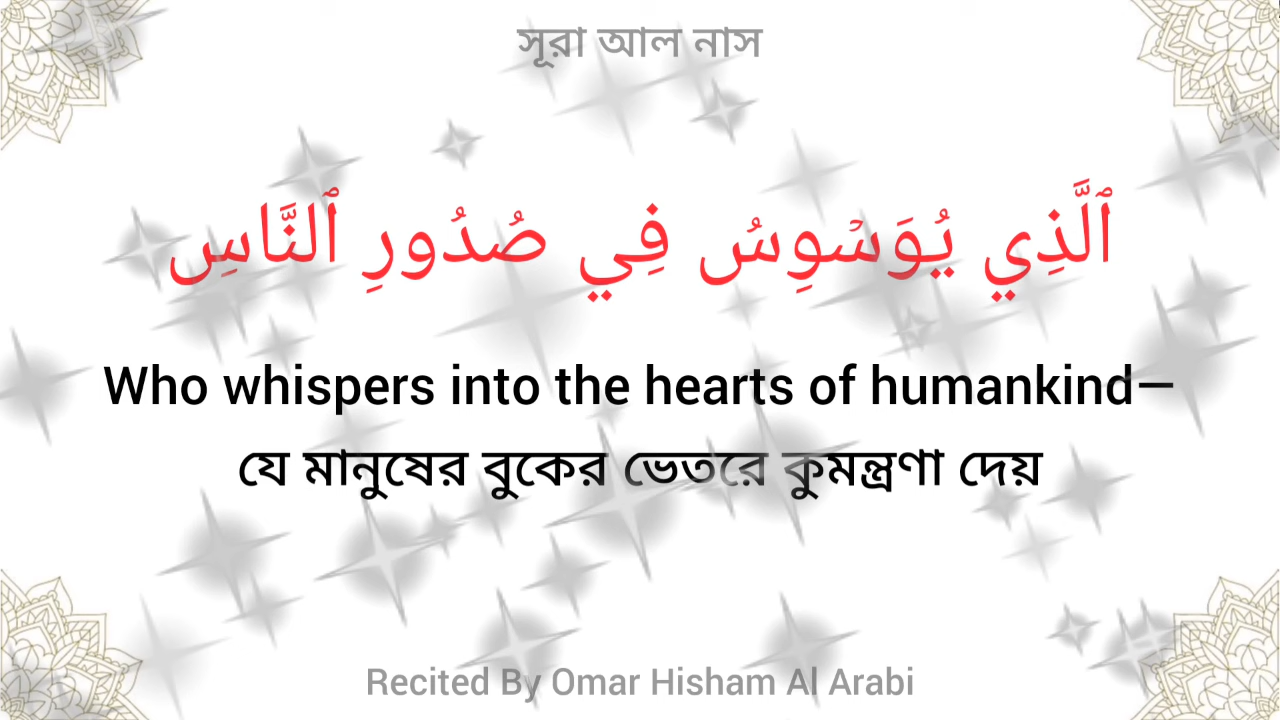 সূরা আল নাস
ٱلَّذِي يُوَسْوِسُ فِي صُدُورِ ٱلنَّاسِ
Who whispers into the hearts of humankind—
যে মানুষের বুকের ভেতরে কুমন্ত্রণা দেয়
Recited By Omar Hisham Al Arabi